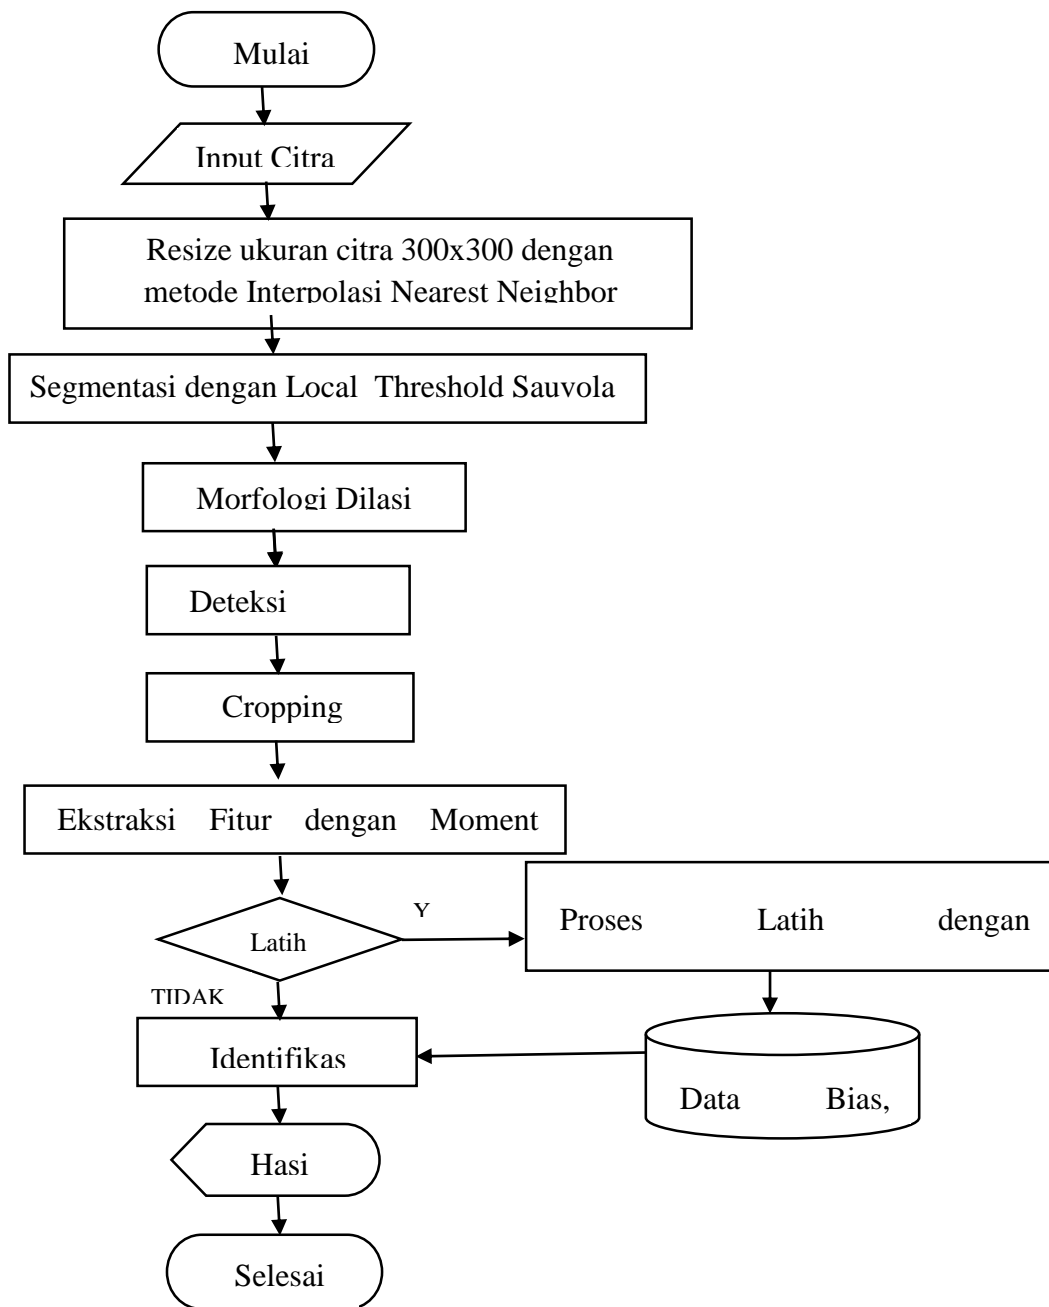 Mulai
Input Citra
Resize ukuran citra 300x300 dengan
metode Interpolasi Nearest Neighbor
Segmentasi dengan Local Threshold Sauvola
Morfologi Dilasi
Deteksi
Cropping
Ekstraksi Fitur dengan Moment
Latih
Y
Proses Latih dengan
TIDAK
Identifikas
Data Bias,
Hasi
Selesai